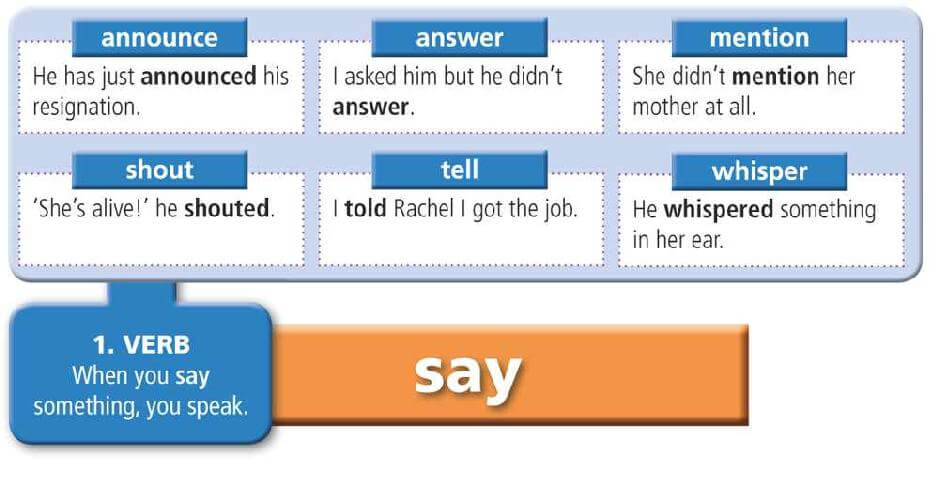 announce
He has just announced his
resignation.
answer
I asked him but he didn't
answer.
mention
She didn't mention her
mother at all.
shout
'She's alive!' he shouted.
tell
I told Rachel I got the job.
whisper
He whispered something
in her ear.
1. VERB
When you say
something, you speak.
say